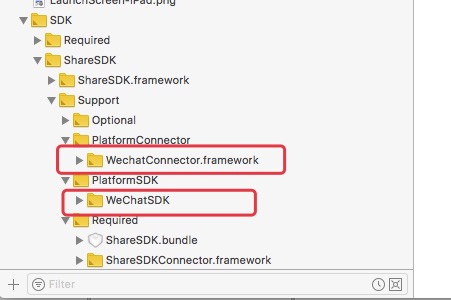 LaunchScreen-iPad.png
SDK
Required
ShareSDK
ShareSDK.framework
Support
Optional
PlatformConnector
WechatConnector.framework
PlatformSDK
WeChatSDK
Required
ShareSDK.bundle
ShareSDKConnector.framework
Filter